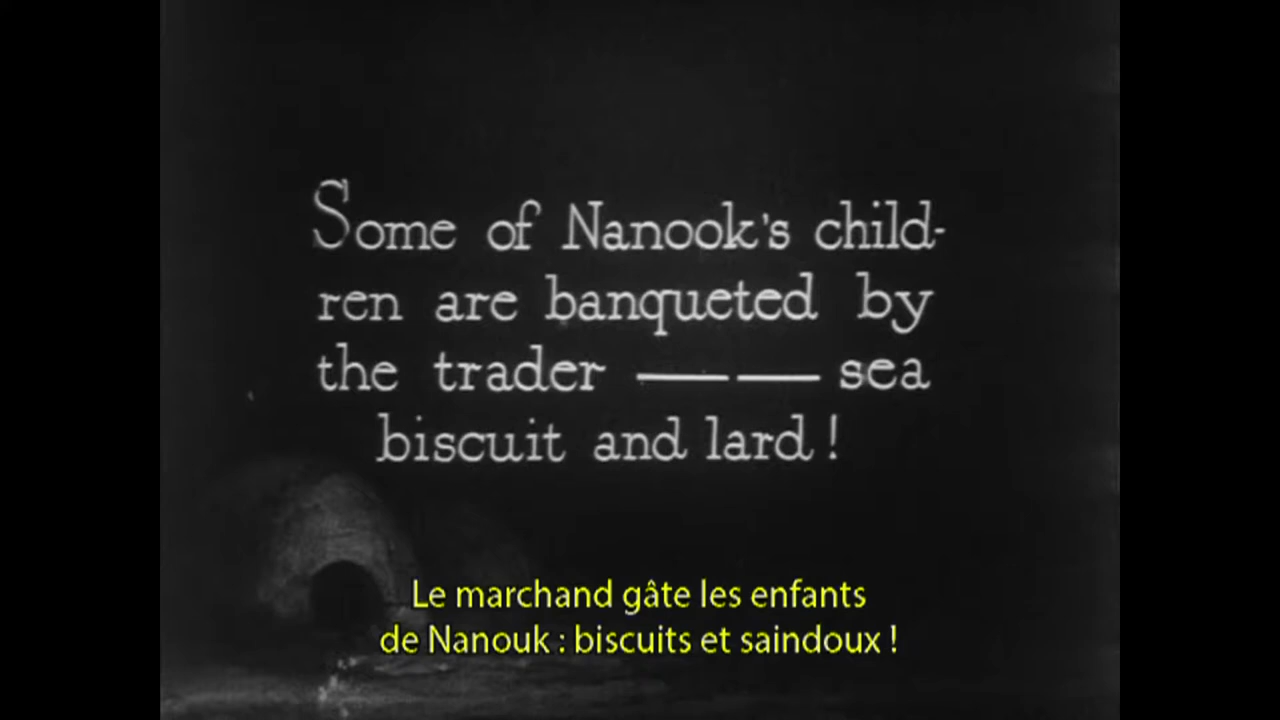 Some of Nanook's child-
ren are banqueted by
the trader —— sea
biscuit and lard!
Le marchand gâte les enfants
de Nanouk : biscuits et saindoux !